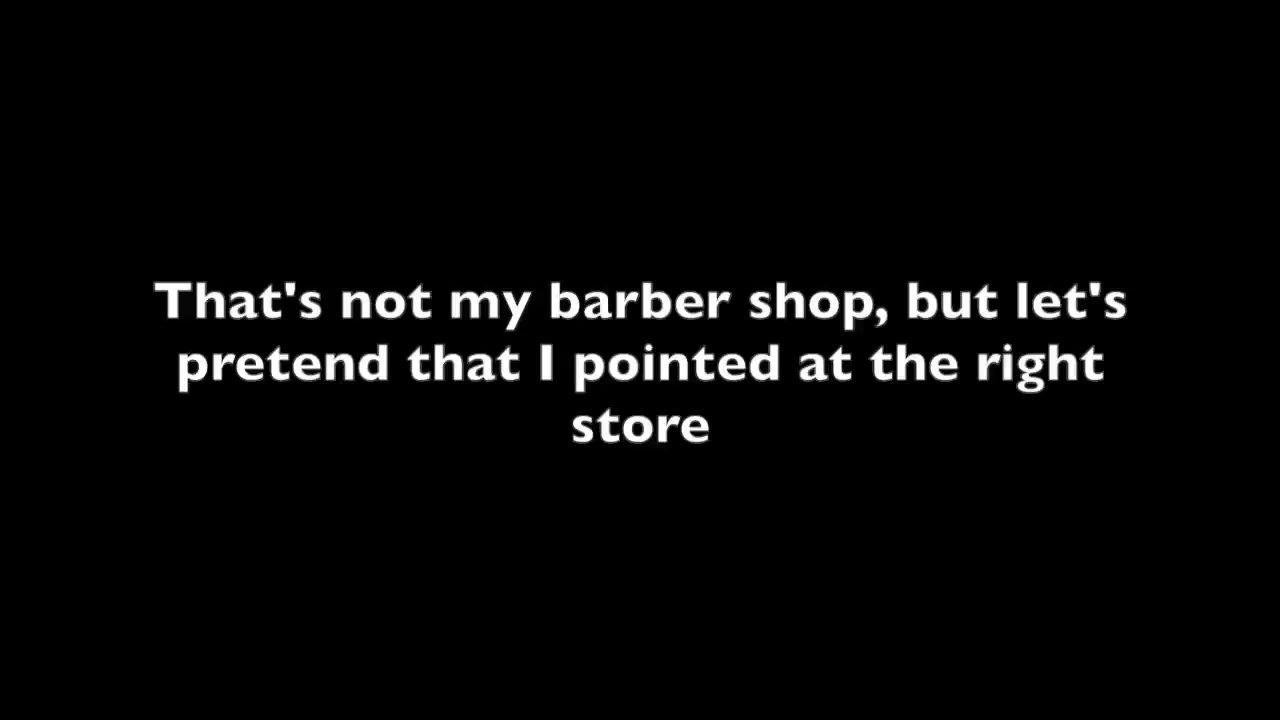 That's not my barber shop, but let's
pretend that I pointed at the right
store